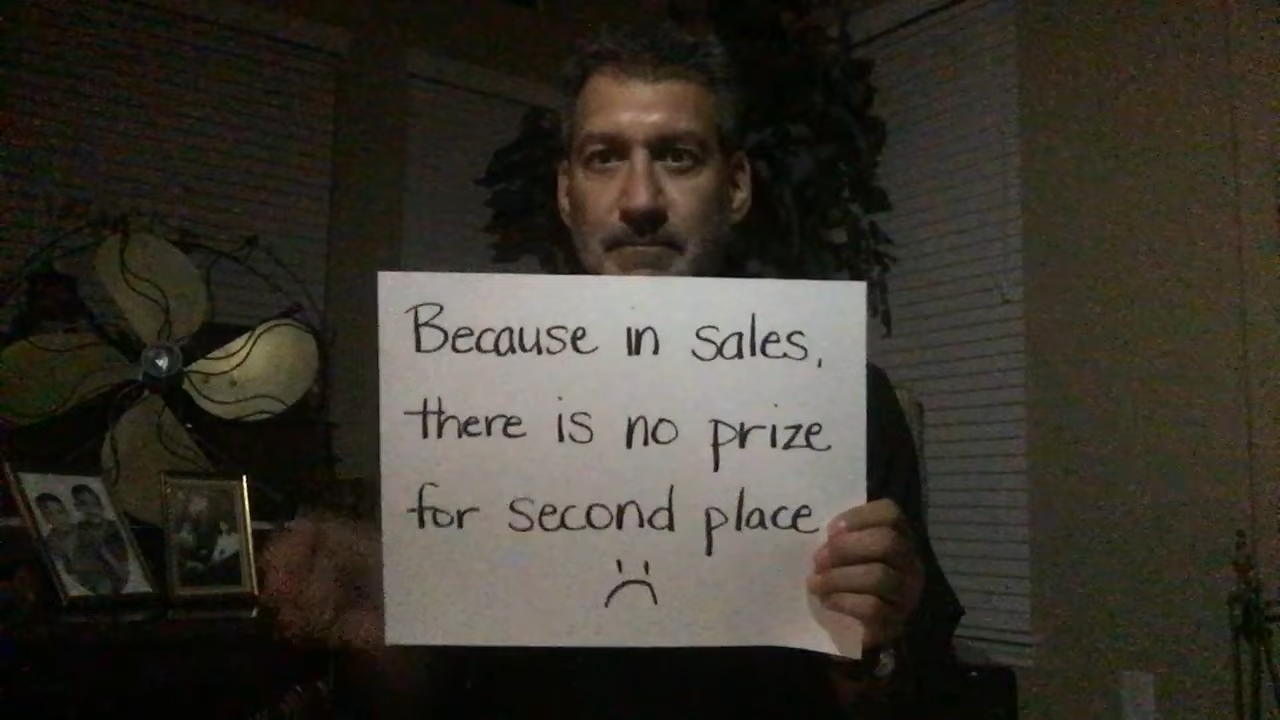 Because in sales,
there is no prize
for second place